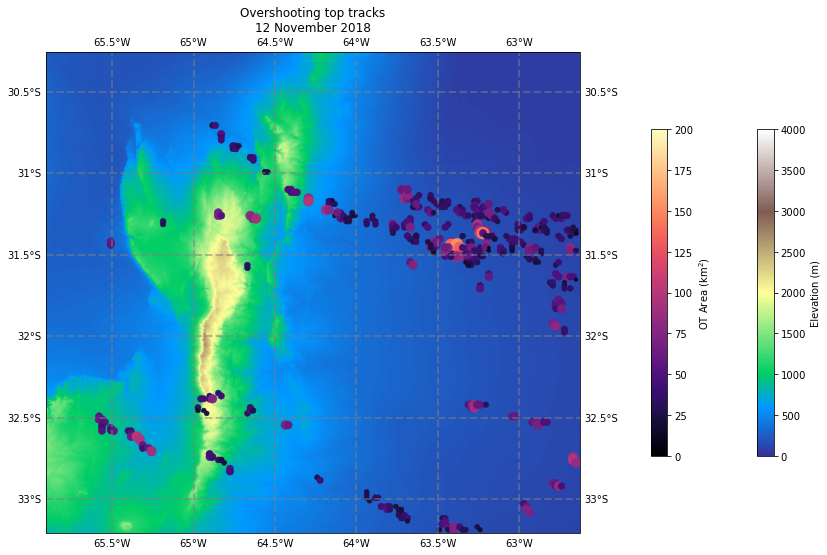 Overshooting top tracks
12 November 2018
65.5°W 65°W 64.5°W 64°W 63.5°W 63°W
30.5°S 30.5°S
31°S 31°S
31.5°S 31.5°S
32°S 32°S
32.5°S 32.5°S
33°S 33°S
65.5°W 65°W 64.5°W 64°W 63.5°W 63°W
200
175
150
125
100
75
50
25
0
OT Area (km²)
4000
3500
3000
2500
2000
1500
1000
500
0
Elevation (m)